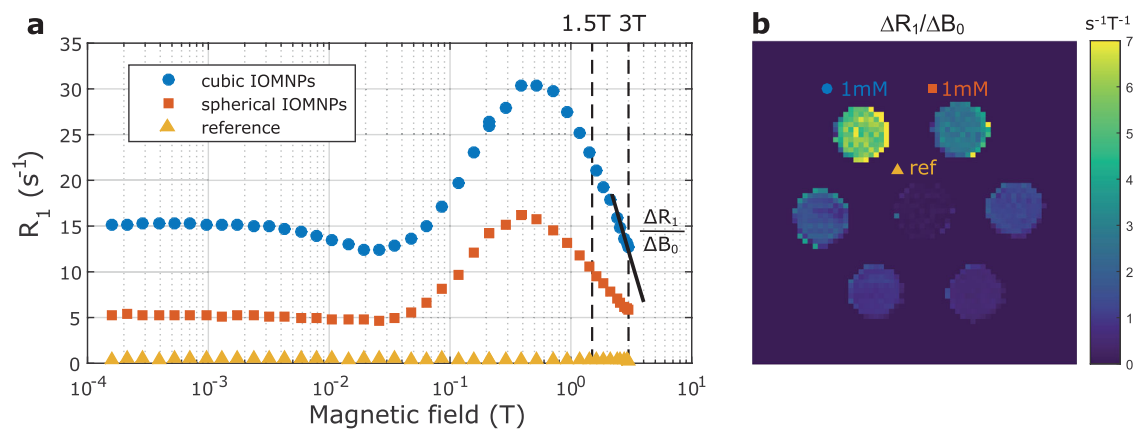 a
1.5T 3T
35
30
25
20
15
10
5
0
R₁ (s⁻¹)
cubic IOMNPs
spherical IOMNPs
reference
ΔR₁
ΔB₀
10⁻⁴ 10⁻³ 10⁻² 10⁻¹ 10⁰ 10¹
Magnetic field (T)
b ΔR₁/ΔB₀ s⁻¹T⁻¹
1mM 1mM
ref
7
6
5
4
3
2
1
0